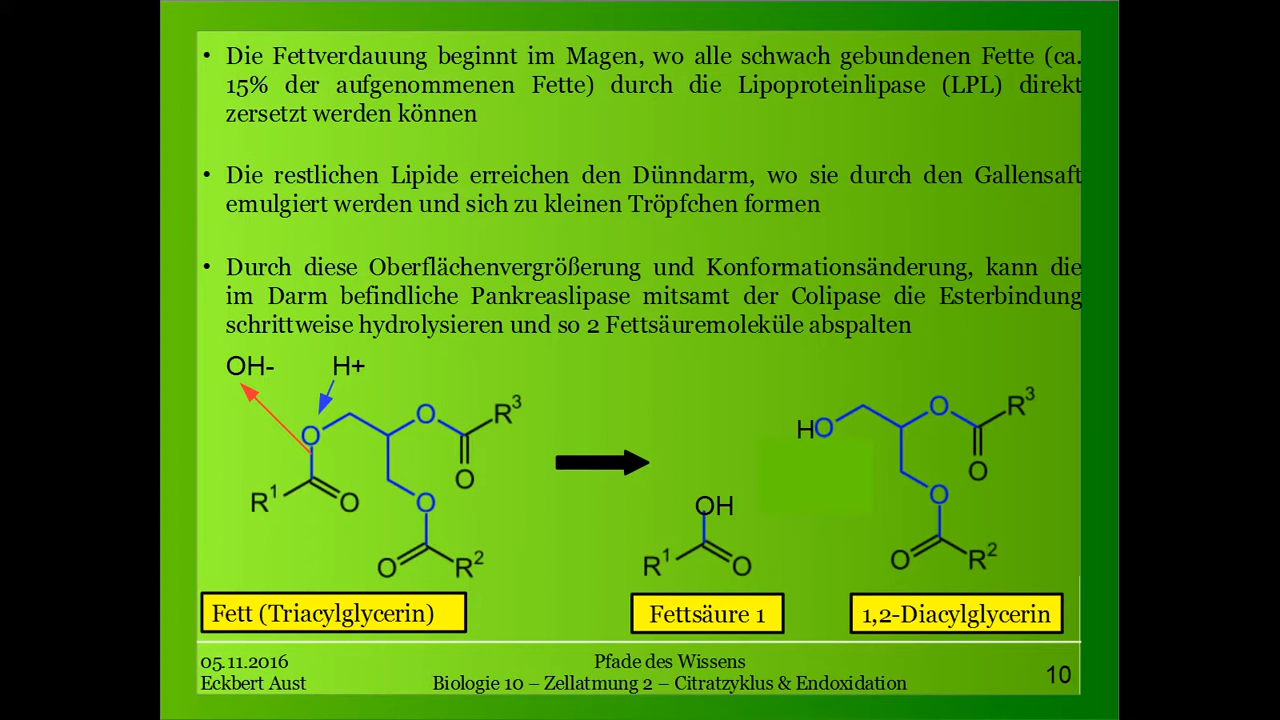 • Die Fettverdauung beginnt im Magen, wo alle schwach gebundenen Fette (ca.
15% der aufgenommenen Fette) durch die Lipoproteinlipase (LPL) direkt
zersetzt werden können
• Die restlichen Lipide erreichen den Dünndarm, wo sie durch den Gallensaft
emulgiert werden und sich zu kleinen Tröpfchen formen
• Durch diese Oberflächenvergrößerung und Konformationsänderung, kann die
im Darm befindliche Pankreaslipase mitsamt der Colipase die Esterbindung
schrittweise hydrolysieren und so 2 Fettsäuremoleküle abspalten
OH- H+
O O R³
O
R¹ O
O
O R²
OH
R¹ O
HO O R³
O
O
O R²
Fett (Triacylglycerin)
Fettsäure 1
1,2-Diacylglycerin
05.11.2016
Eckbert Aust
Pfade des Wissens
Biologie 10 – Zellatmung 2 – Citratzyklus & Endoxidation
10